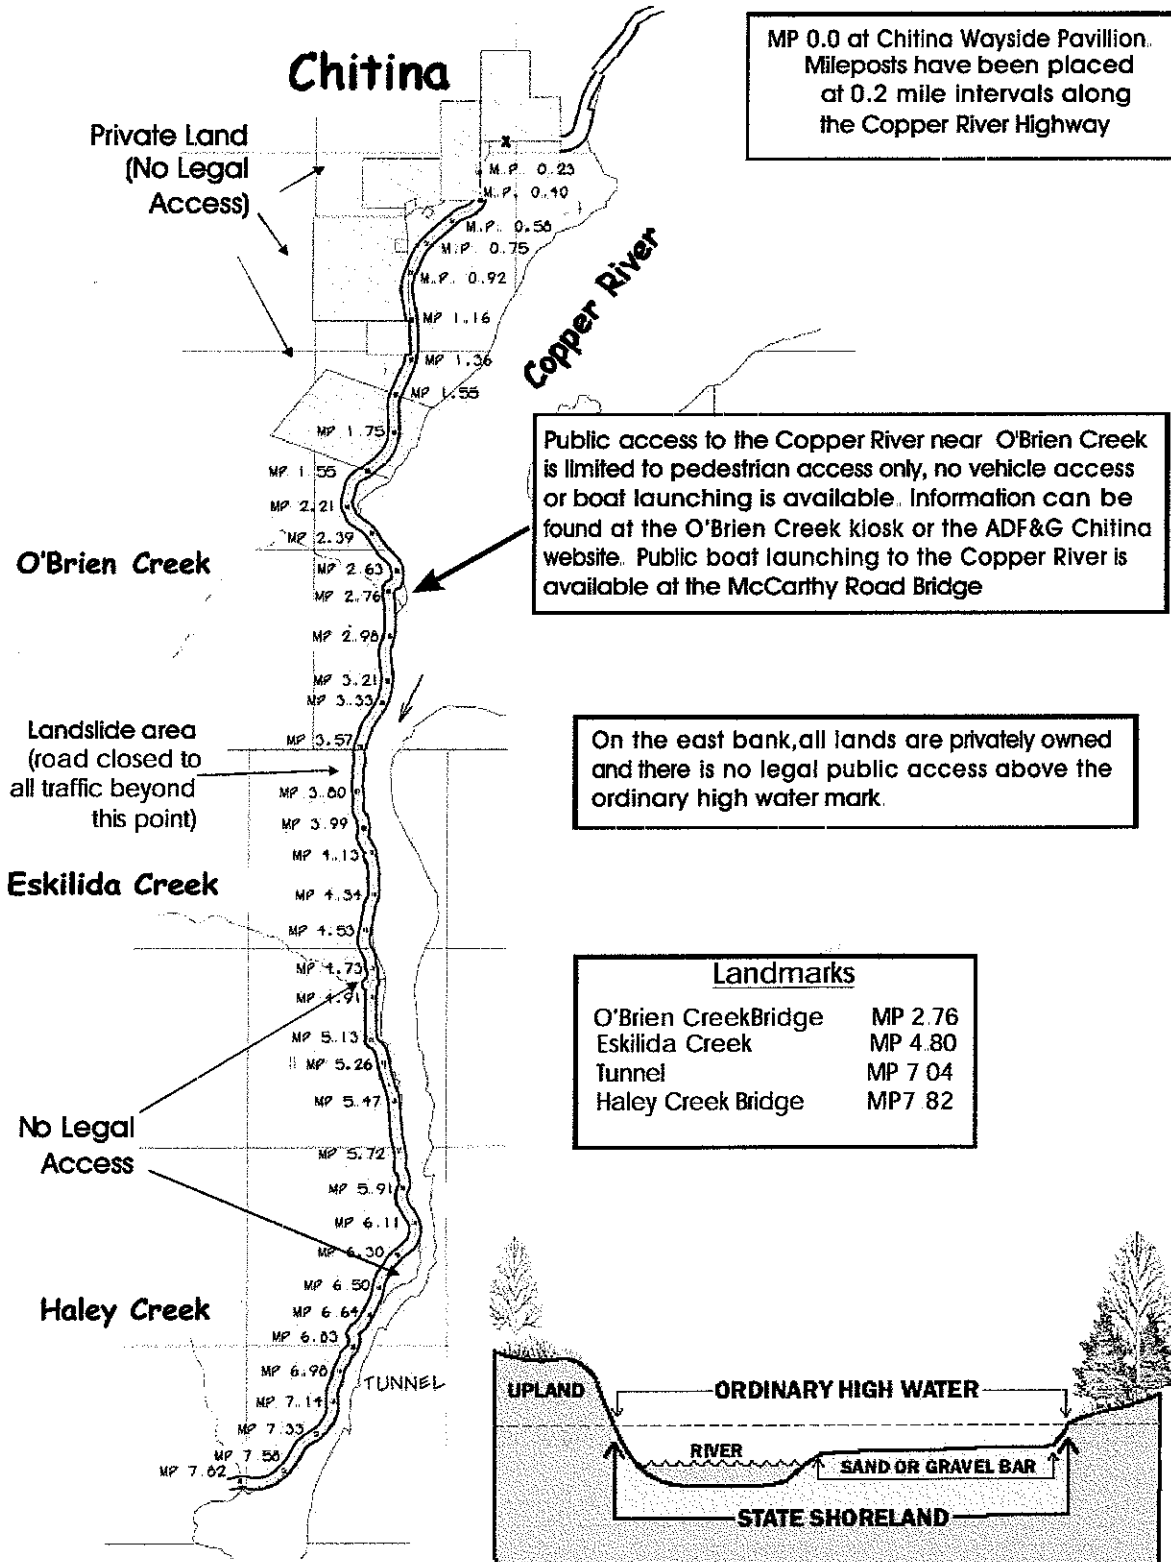 Chitina
MP 0.0 at Chitina Wayside Pavillion.
Mileposts have been placed
at 0.2 mile intervals along
the Copper River Highway
Private Land
(No Legal
Access)
x
M.P. 0.23
M.P. 0.40
M.P. 0.58
M.P. 0.75
M.P. 0.92
MP 1.16
MP 1.36
MP 1.55
MP 1.75
MP 1.55
MP 2.21
MP 2.39
MP 2.63
MP 2.76
MP 2.98
MP 3.21
MP 3.33
MP 3.57
MP 3.80
MP 3.99
MP 4.13
MP 4.34
MP 4.53
MP 4.73
MP 4.91
MP 5.13
MP 5.26
MP 5.47
MP 5.72
MP 5.91
MP 6.11
MP 6.30
MP 6.50
MP 6.64
MP 6.83
MP 6.98
MP 7.14
MP 7.33
MP 7.58
MP 7.82
Copper River
Public access to the Copper River near O'Brien Creek
is limited to pedestrian access only, no vehicle access
or boat launching is available. Information can be
found at the O'Brien Creek kiosk or the ADF&G Chitina
website. Public boat launching to the Copper River is
available at the McCarthy Road Bridge
O'Brien Creek
Landslide area
(road closed to
all traffic beyond
this point)
On the east bank,all lands are privately owned
and there is no legal public access above the
ordinary high water mark.
Eskilida Creek
Landmarks
O'Brien CreekBridge MP 2.76
Eskilida Creek MP 4.80
Tunnel MP 7 04
Haley Creek Bridge MP7.82
No Legal
Access
Haley Creek
TUNNEL
UPLAND
ORDINARY HIGH WATER
RIVER
SAND OR GRAVEL BAR
STATE SHORELAND